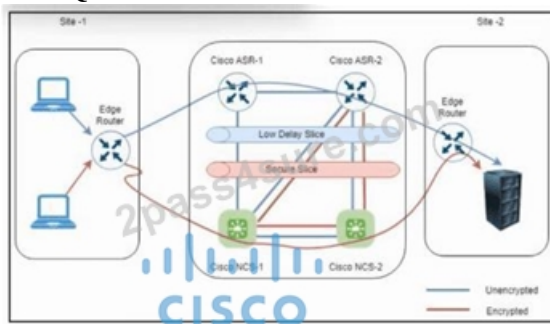 Site -1
Site -2
Cisco ASR-1
Cisco ASR-2
Edge
Router
Edge
Router
Low Delay Slice
Secure Slice
2pass4sure.com
Cisco NCS-1
Cisco NCS-2
Unencrypted
Encrypted
CISCO